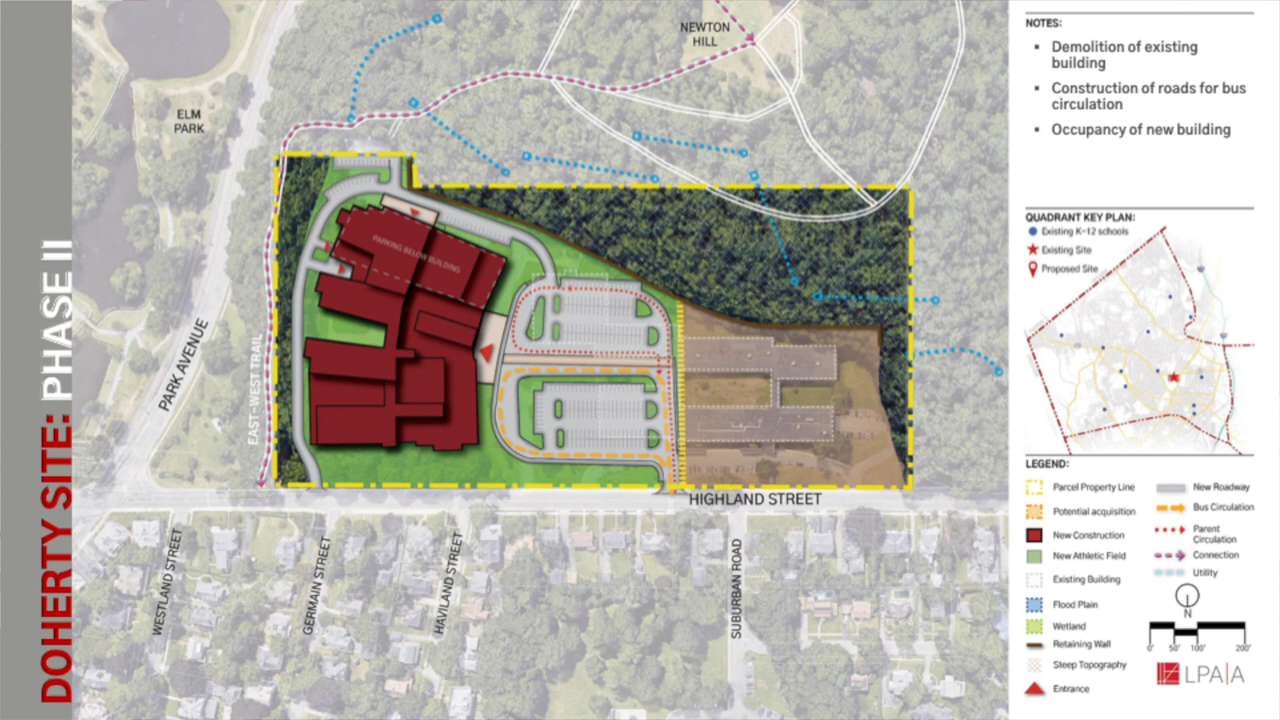 DOHERTY SITE: PHASE II
NEWTON
HILL
ELM
PARK
PARKING BELOW BUILDING
PARK AVENUE
EAST-WEST TRAIL
HIGHLAND STREET
WESTLAND STREET
GERMAIN STREET
HAVILAND STREET
SUBURBAN ROAD
NOTES:
▪ Demolition of existing
building
▪ Construction of roads for bus
circulation
▪ Occupancy of new building
QUADRANT KEY PLAN:
Existing K-12 schools
Existing Site
Proposed Site
LEGEND:
Parcel Property Line
Potential acquisition
New Construction
New Athletic Field
Existing Building
Flood Plain
Wetland
Retaining Wall
Steep Topography
Entrance
New Roadway
Bus Circulation
Parent
Circulation
Connection
Utility
N
0' 50' 100' 200'
LPA|A